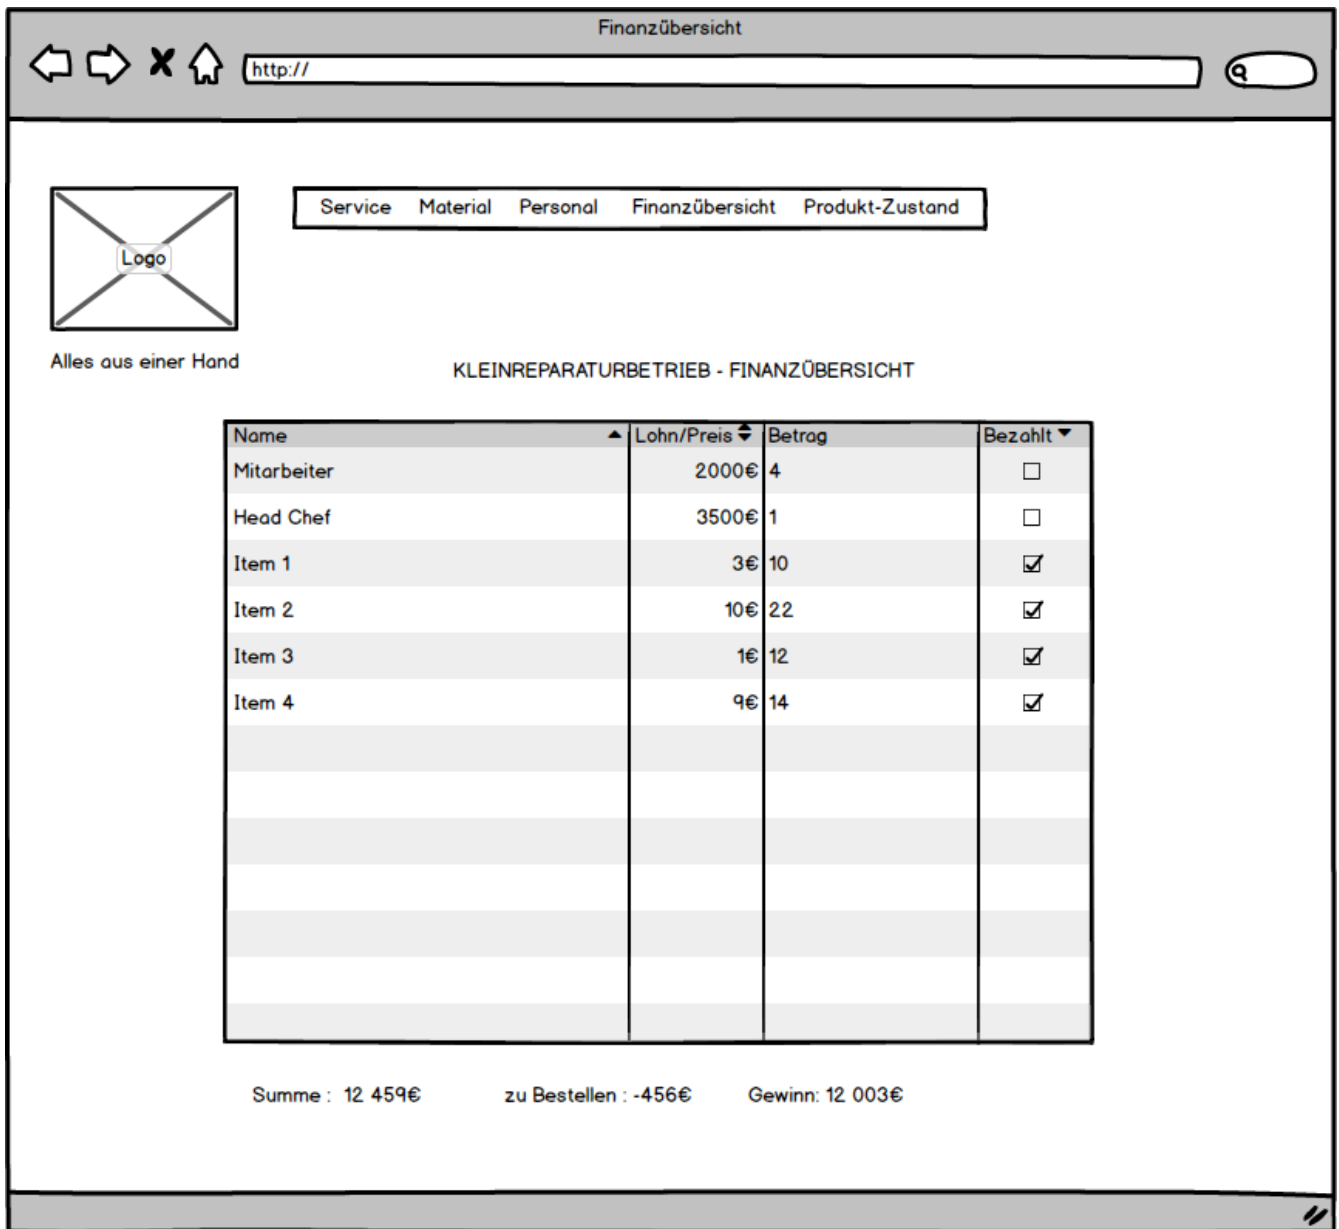 Finanzübersicht
http://
Service Material Personal Finanzübersicht Produkt-Zustand
Logo
Alles aus einer Hand
KLEINREPARATURBETRIEB - FINANZÜBERSICHT
Name Lohn/Preis Betrag Bezahlt
Mitarbeiter 2000€ 4
Head Chef 3500€ 1
Item 1 3€ 10
Item 2 10€ 22
Item 3 1€ 12
Item 4 9€ 14
Summe : 12 459€ zu Bestellen : -456€ Gewinn: 12 003€